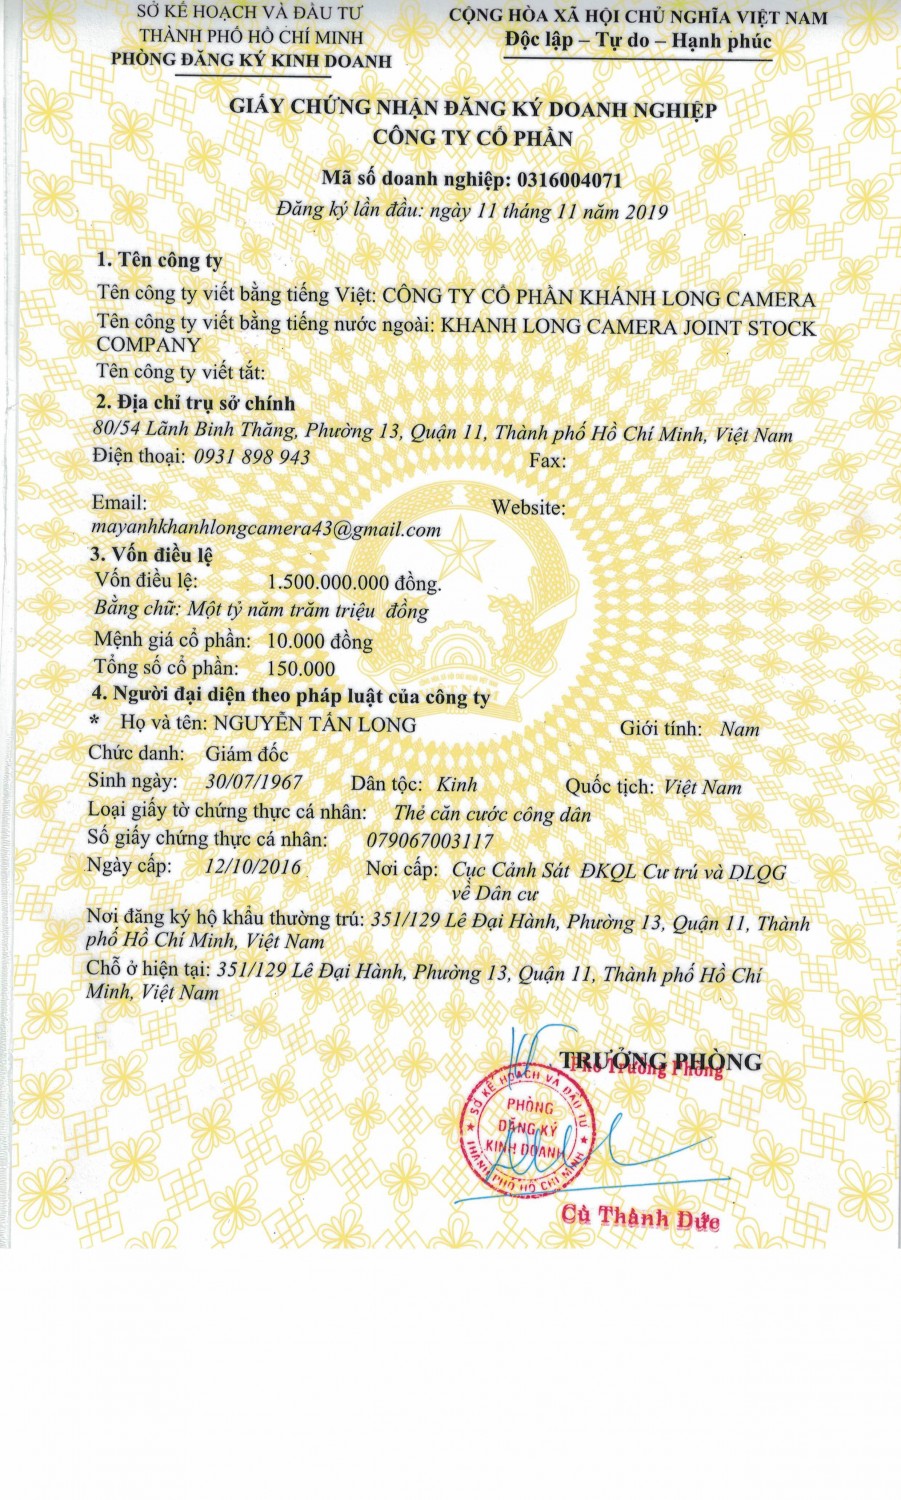 SỞ KẾ HOẠCH VÀ ĐẦU TƯ
THÀNH PHỐ HỒ CHÍ MINH
PHÒNG ĐĂNG KÝ KINH DOANH
CỘNG HÒA XÃ HỘI CHỦ NGHĨA VIỆT NAM
Độc lập – Tự do – Hạnh phúc
GIẤY CHỨNG NHẬN ĐĂNG KÝ DOANH NGHIỆP
CÔNG TY CỔ PHẦN
Mã số doanh nghiệp: 0316004071
Đăng ký lần đầu: ngày 11 tháng 11 năm 2019
1. Tên công ty
Tên công ty viết bằng tiếng Việt: CÔNG TY CỔ PHẦN KHÁNH LONG CAMERA
Tên công ty viết bằng tiếng nước ngoài: KHANH LONG CAMERA JOINT STOCK
COMPANY
Tên công ty viết tắt:
2. Địa chỉ trụ sở chính
80/54 Lãnh Binh Thăng, Phường 13, Quận 11, Thành phố Hồ Chí Minh, Việt Nam
Điện thoại: 0931 898 943 Fax:
Email: Website:
mayanhkhanhlongcamera43@gmail.com
3. Vốn điều lệ
Vốn điều lệ: 1.500.000.000 đồng.
Bằng chữ: Một tỷ năm trăm triệu đồng
Mệnh giá cổ phần: 10.000 đồng
Tổng số cổ phần: 150.000
4. Người đại diện theo pháp luật của công ty
* Họ và tên: NGUYỄN TẤN LONG Giới tính: Nam
Chức danh: Giám đốc
Sinh ngày: 30/07/1967 Dân tộc: Kinh Quốc tịch: Việt Nam
Loại giấy tờ chứng thực cá nhân: Thẻ căn cước công dân
Số giấy chứng thực cá nhân: 079067003117
Ngày cấp: 12/10/2016 Nơi cấp: Cục Cảnh Sát ĐKQL Cư trú và DLQG
về Dân cư
Nơi đăng ký hộ khẩu thường trú: 351/129 Lê Đại Hành, Phường 13, Quận 11, Thành
phố Hồ Chí Minh, Việt Nam
Chỗ ở hiện tại: 351/129 Lê Đại Hành, Phường 13, Quận 11, Thành phố Hồ Chí
Minh, Việt Nam
TRƯỞNG PHÒNG
Phó Trưởng Phòng
SỞ KẾ HOẠCH VÀ ĐẦU TƯ
PHÒNG
ĐĂNG KÝ
KINH DOANH
THÀNH PHỐ HỒ CHÍ MINH
Cù Thành Đức